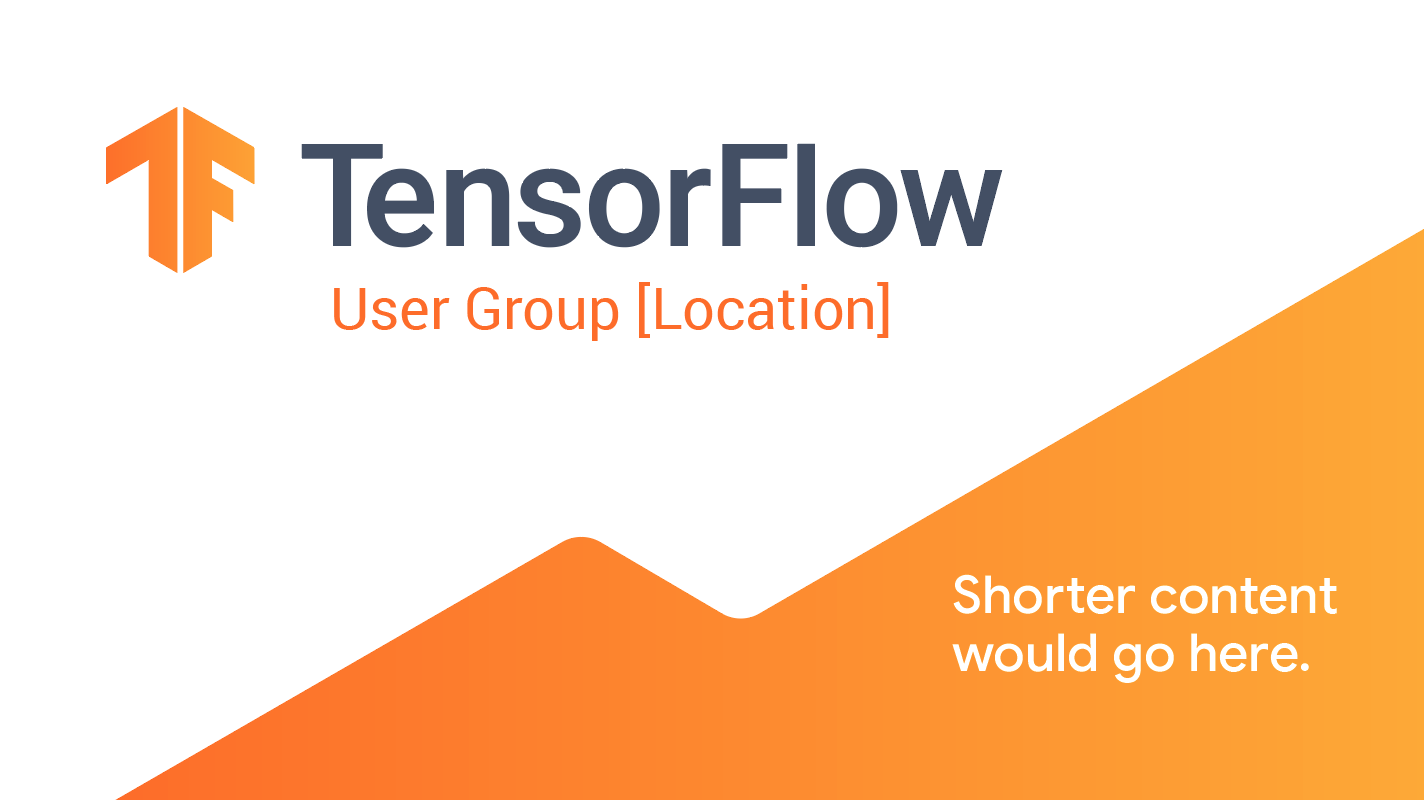 TensorFlow
User Group [Location]
Shorter content
would go here.